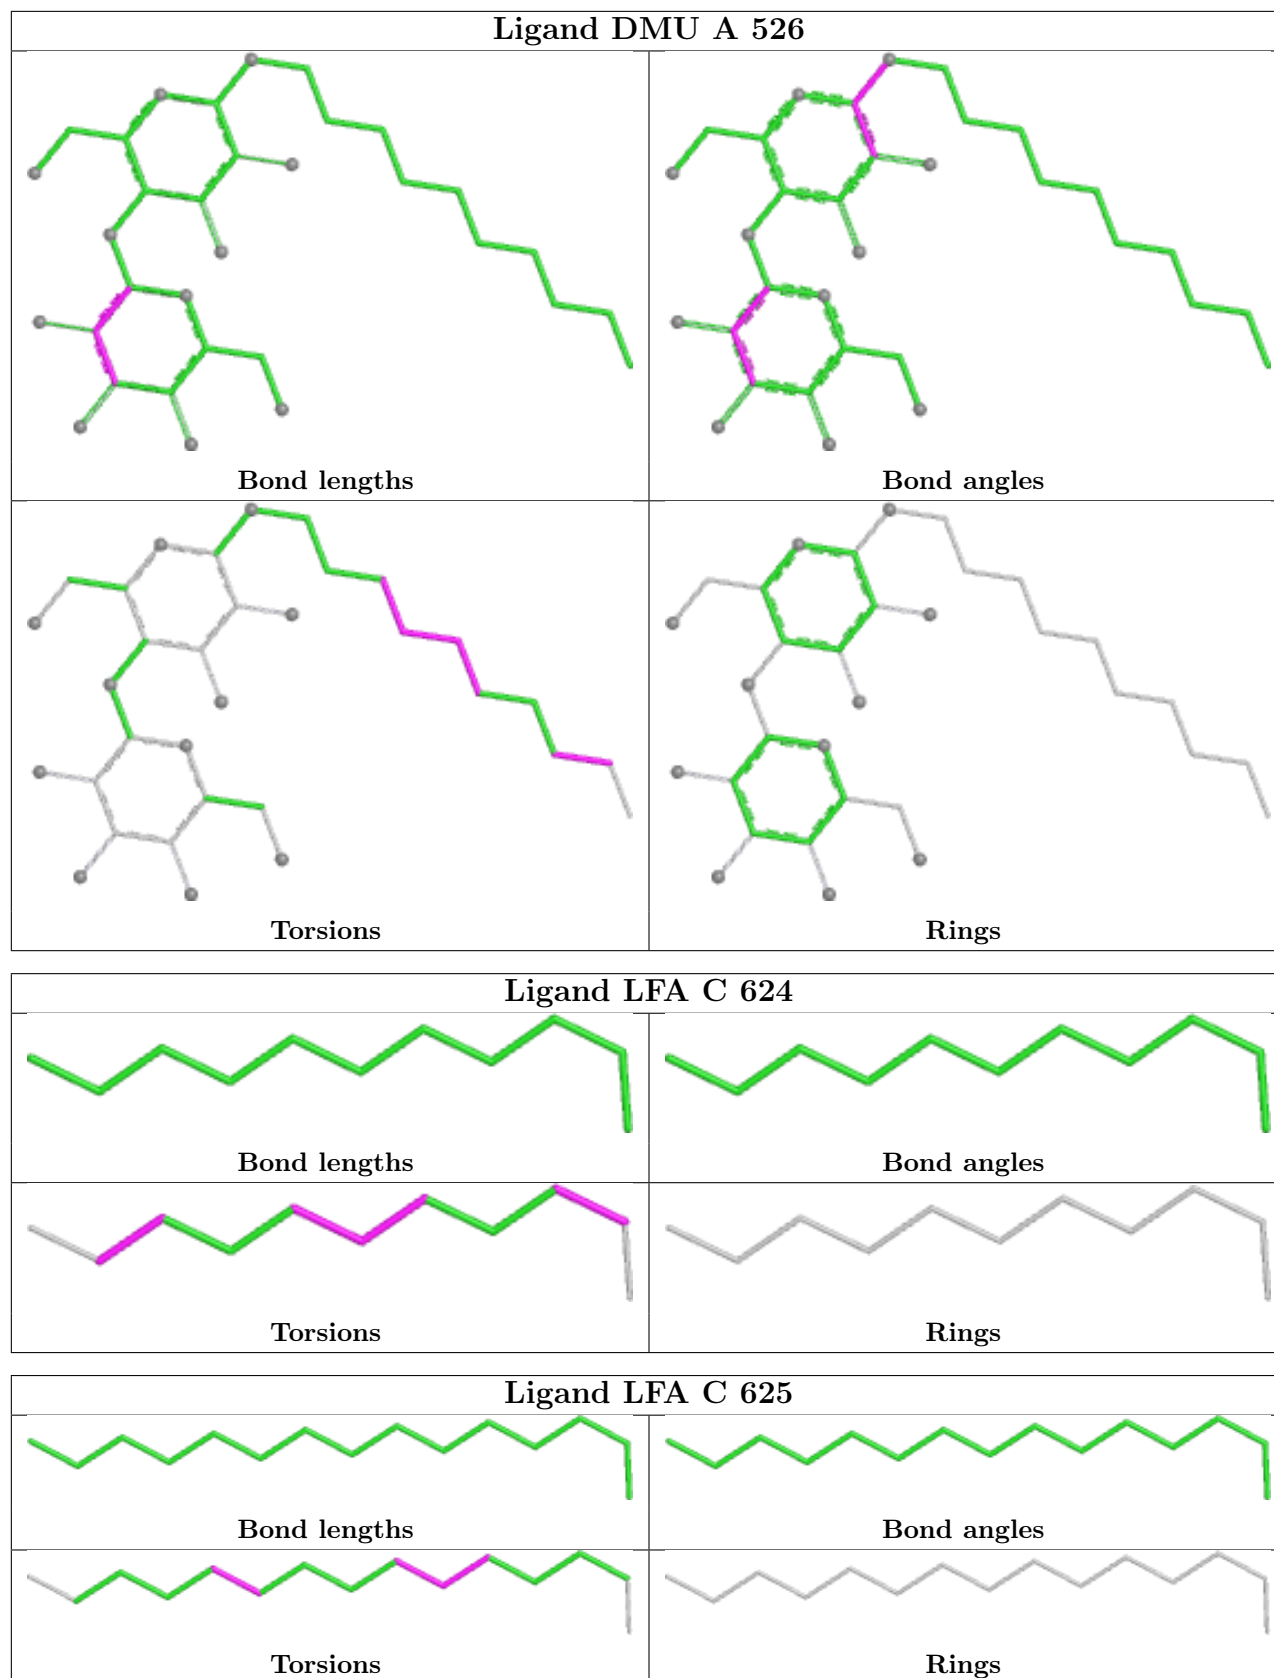 Ligand DMU A 526
Bond lengths
Bond angles
Torsions
Rings
Ligand LFA C 624
Bond lengths
Bond angles
Torsions
Rings
Ligand LFA C 625
Bond lengths
Bond angles
Torsions
Rings